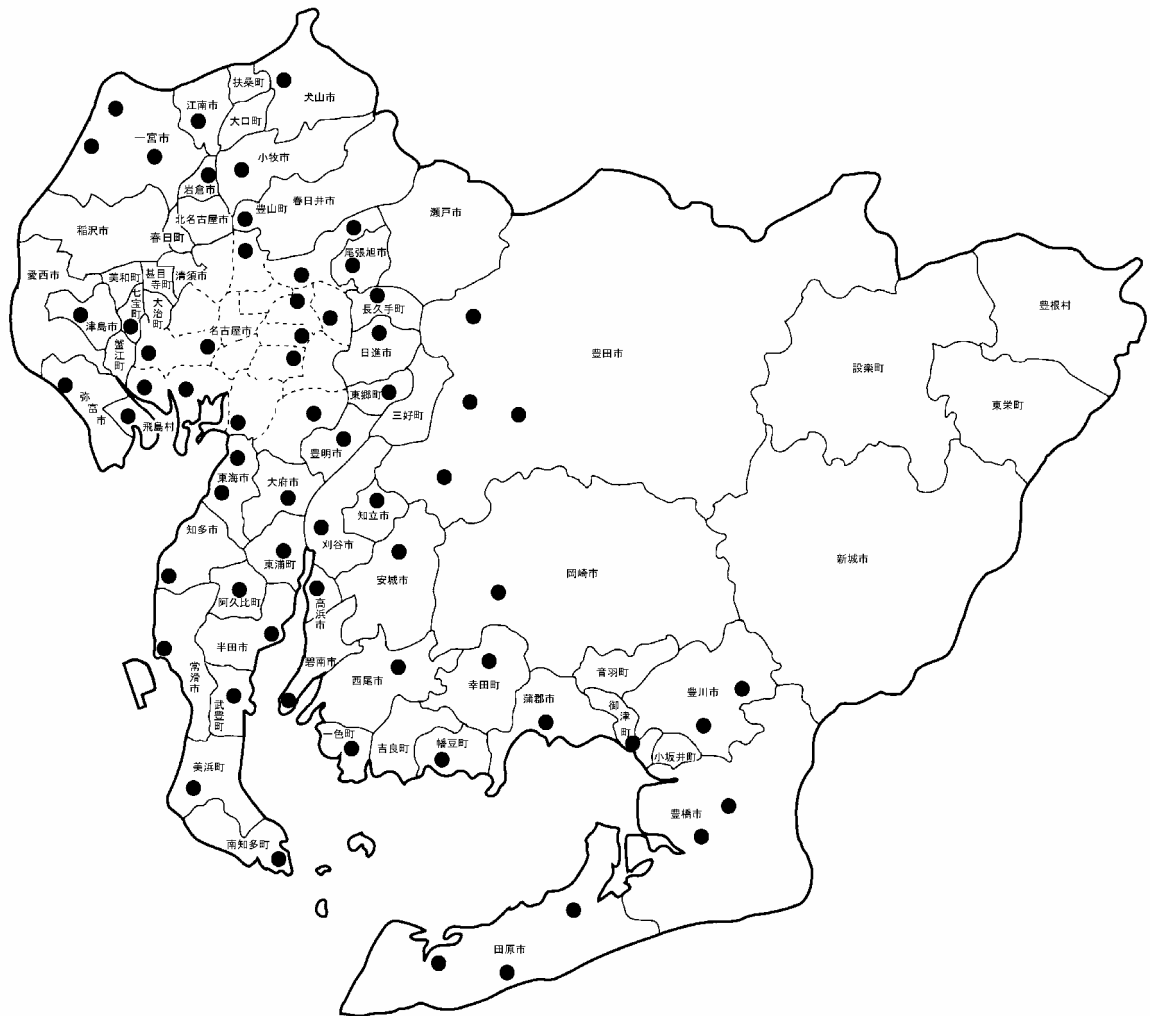 扶桑町
犬山市
江南市
大口町
一宮市
小牧市
岩倉市
春日井市
豊山町
瀬戸市
北名古屋市
稲沢市
春日町
尾張旭市
愛西市
美和町
甚目寺町
清須市
七宝町
大治町
長久手町
津島市
名古屋市
豊根村
蟹江町
日進市
豊田市
設楽町
東郷町
弥富市
三好町
東栄町
飛島村
豊明市
東海市
大府市
知立市
知多市
刈谷市
東浦町
安城市
岡崎市
新城市
阿久比町
高浜市
半田市
碧南市
常滑市
西尾市
幸田町
音羽町
豊川市
蒲郡市
武豊町
御津町
一色町
吉良町
幡豆町
小坂井町
美浜町
豊橋市
南知多町
田原市